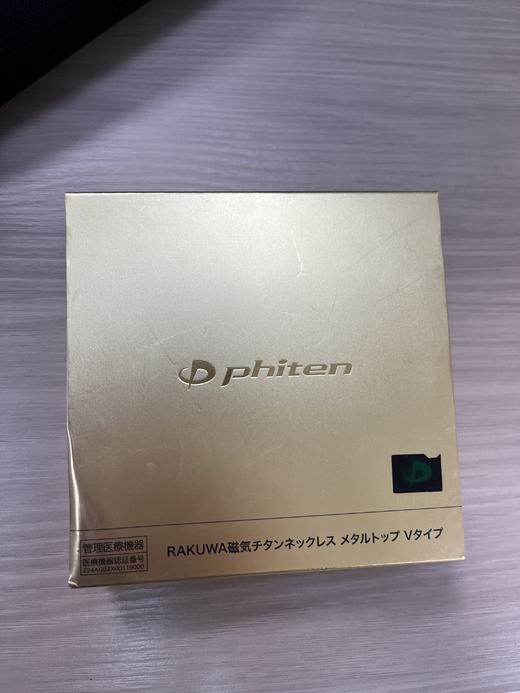 phiten
管理医療機器
医療機器認証番号
224AGBZX00119000
RAKUWA磁気チタンネックレス メタルトップ Vタイプ